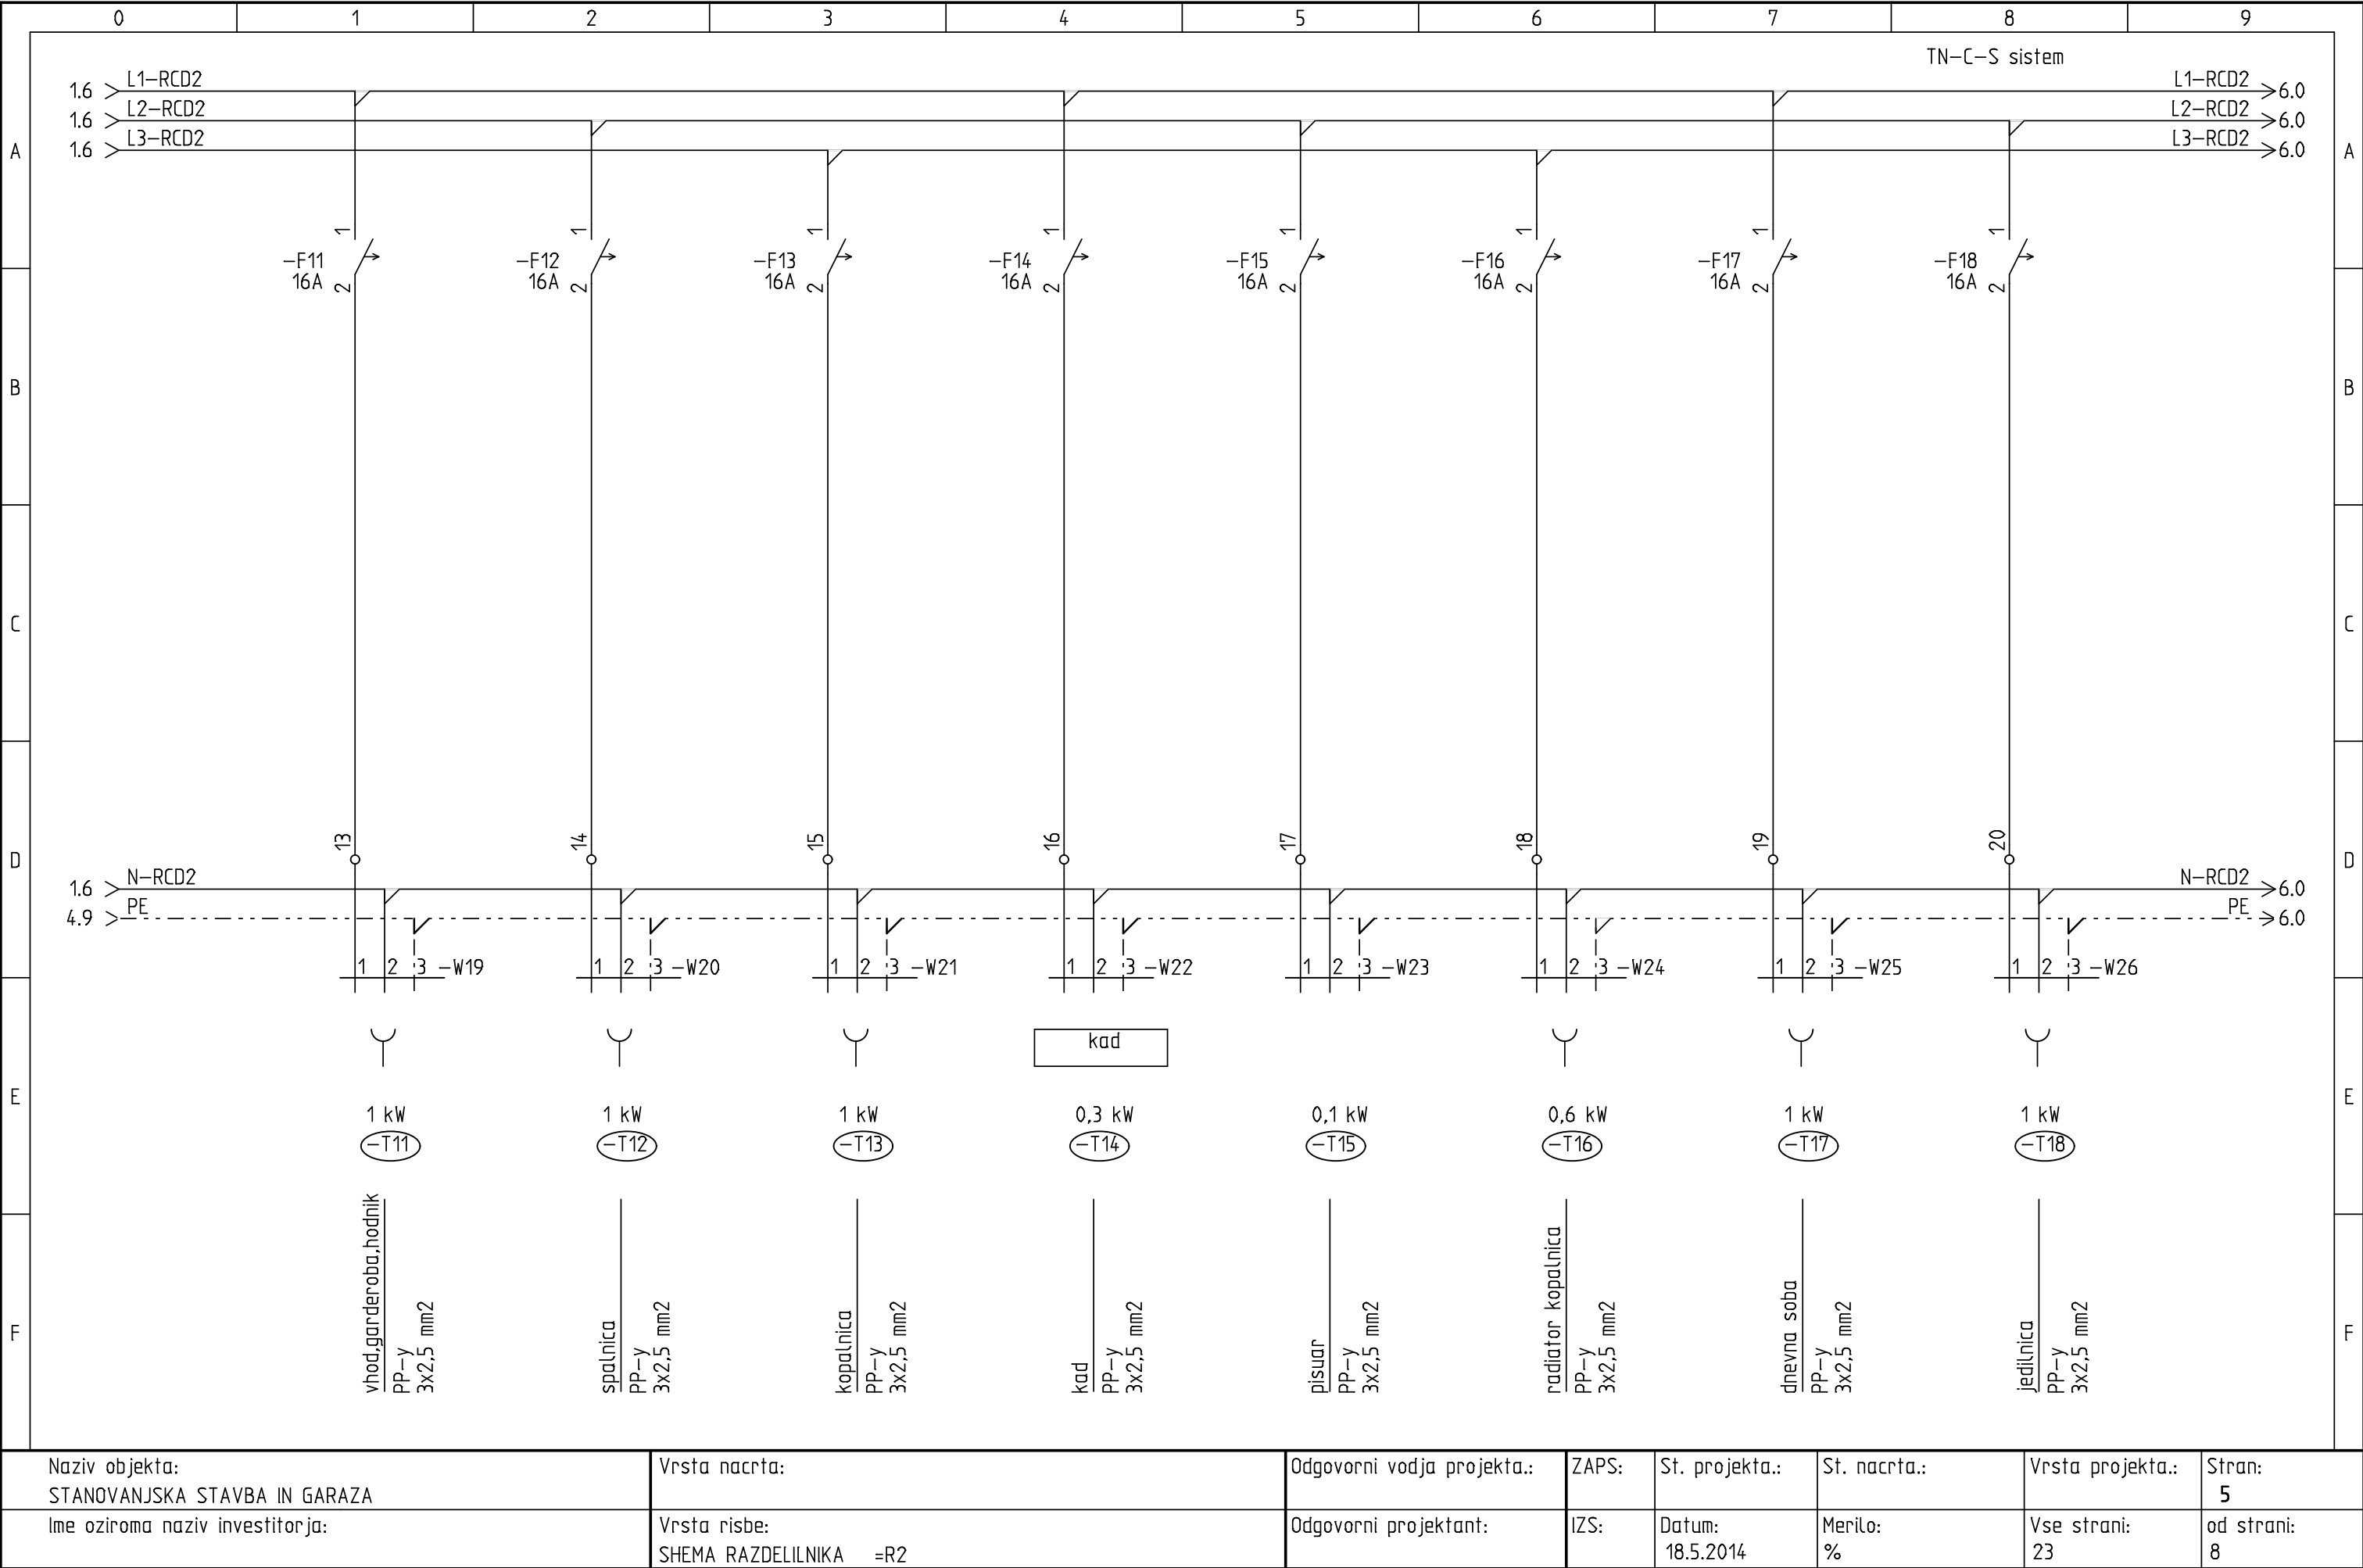 0 1 2 3 4 5 6 7 8 9
TN-C-S sistem
1.6 L1-RCD2 L1-RCD2 6.0
1.6 L2-RCD2 L2-RCD2 6.0
1.6 L3-RCD2 L3-RCD2 6.0
A A
1 1 1 1 1 1 1 1
-F11 -F12 -F13 -F14 -F15 -F16 -F17 -F18
16A 16A 16A 16A 16A 16A 16A 16A
2 2 2 2 2 2 2 2
B B
C C
13 14 15 16 17 18 19 20
D D
1.6 N-RCD2 N-RCD2 6.0
4.9 PE PE 6.0
1 2 3 -W19 1 2 3 -W20 1 2 3 -W21 1 2 3 -W22 1 2 3 -W23 1 2 3 -W24 1 2 3 -W25 1 2 3 -W26
kad
E E
1 kW 1 kW 1 kW 0,3 kW 0,1 kW 0,6 kW 1 kW 1 kW
-T11 -T12 -T13 -T14 -T15 -T16 -T17 -T18
F F
vhod,garderoba,hodnik
PP-y
3x2,5 mm2
spalnica
PP-y
3x2,5 mm2
kopalnica
PP-y
3x2,5 mm2
kad
PP-y
3x2,5 mm2
pisuar
PP-y
3x2,5 mm2
radiator kopalnica
PP-y
3x2,5 mm2
dnevna soba
PP-y
3x2,5 mm2
jedilnica
PP-y
3x2,5 mm2
Naziv objekta:
STANOVANJSKA STAVBA IN GARAZA
Ime oziroma naziv investitorja:
Vrsta nacrta:
Vrsta risbe:
SHEMA RAZDELILNIKA =R2
Odgovorni vodja projekta.:
Odgovorni projektant:
ZAPS:
IZS:
St. projekta.:
Datum:
18.5.2014
St. nacrta.:
Merilo:
%
Vrsta projekta.:
Vse strani:
23
Stran:
5
od strani:
8